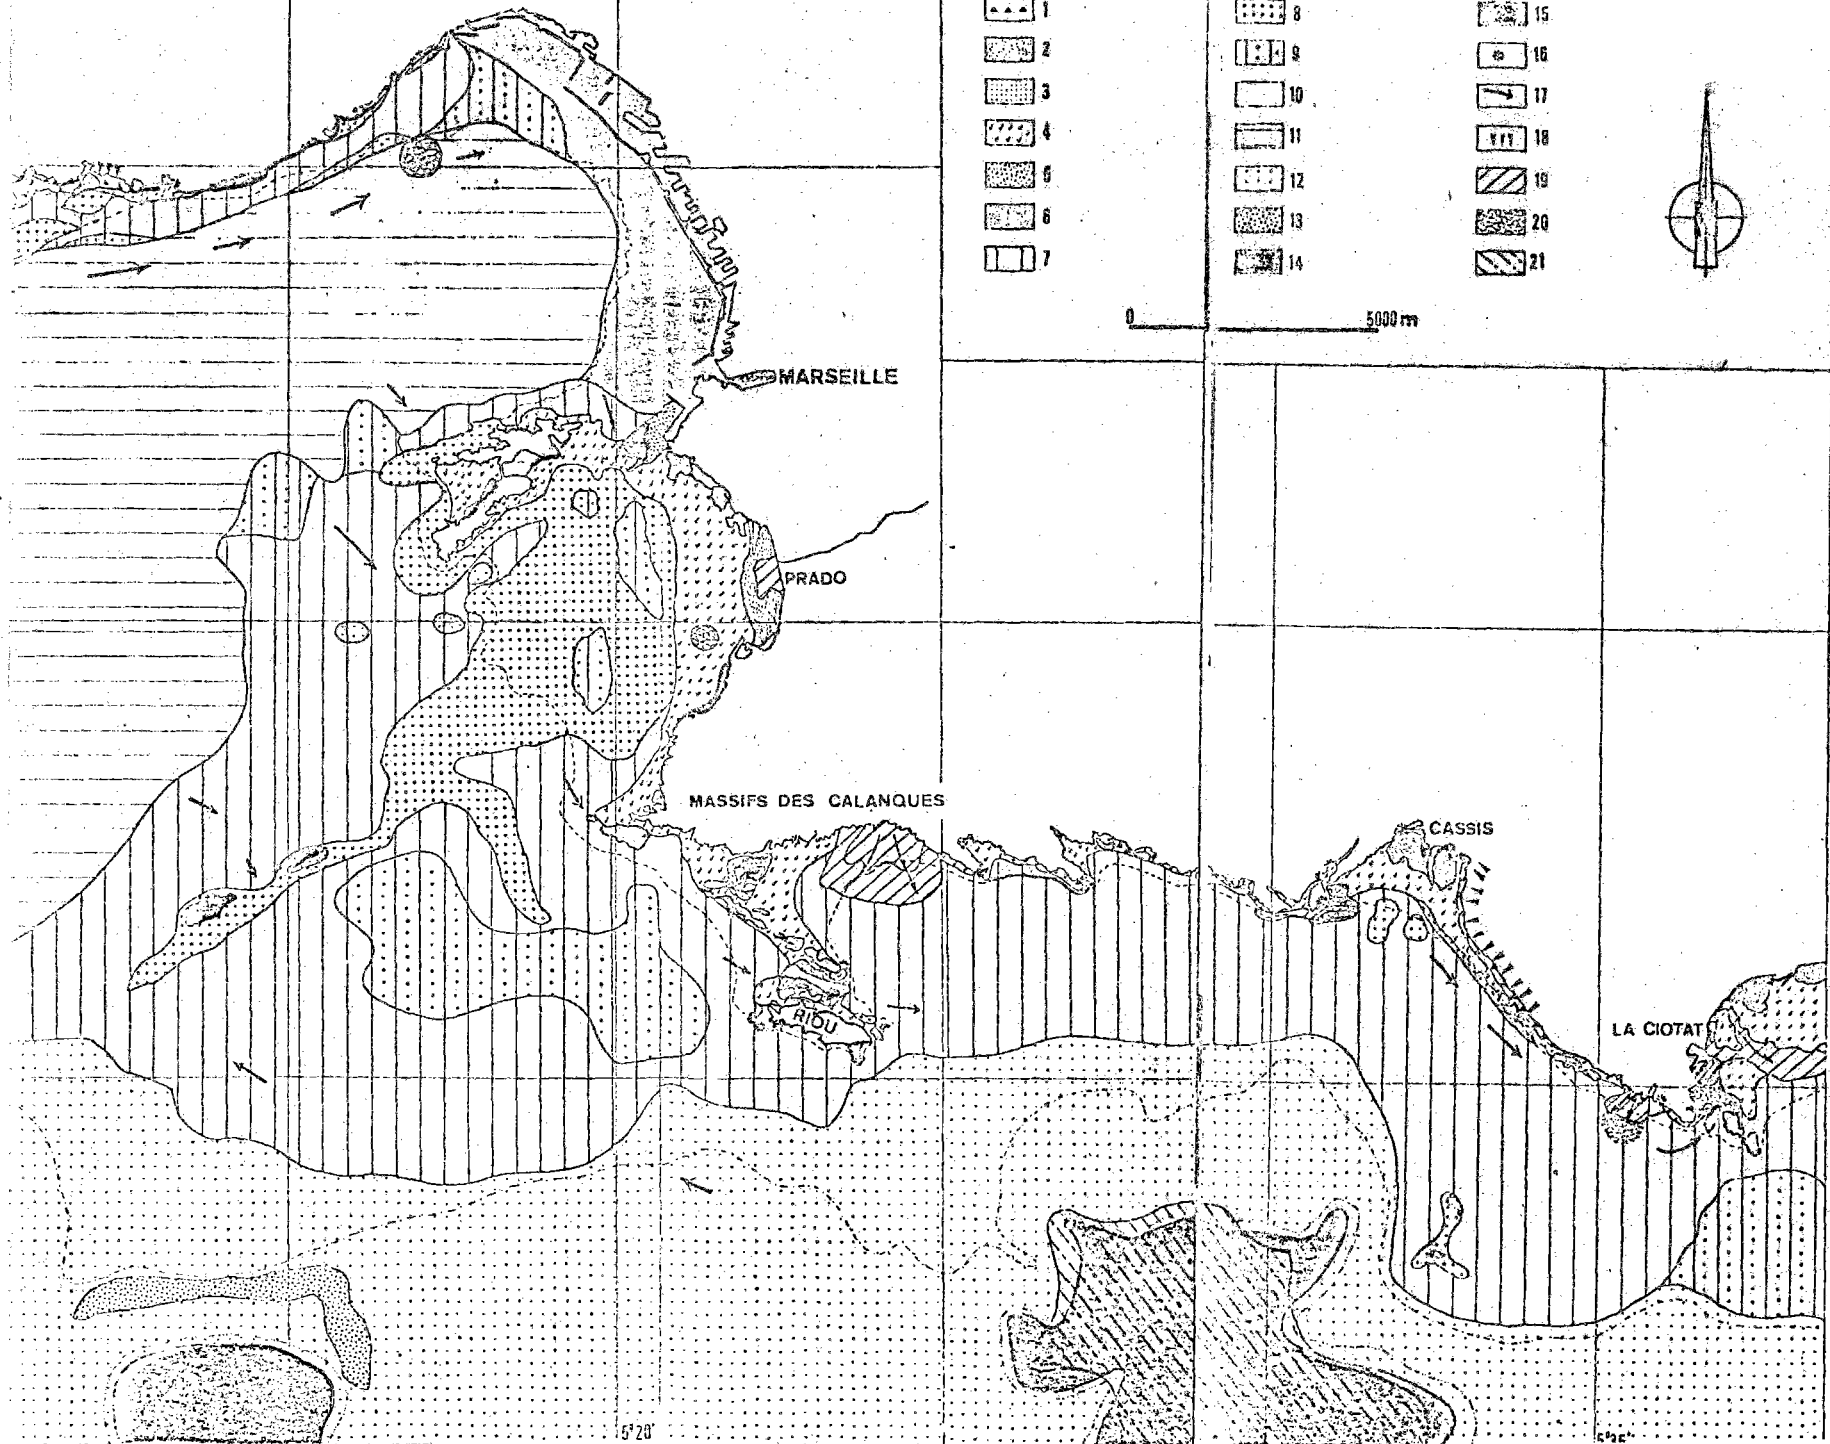 1 8 15
2 9 16
3 10 17
4 11 18
5 12 19
6 13 20
7 14 21
0 5000 m
MARSEILLE
PRADO
MASSIFS DES CALANQUES
CASSIS
RIOU
LA CIOTAT
5°20'